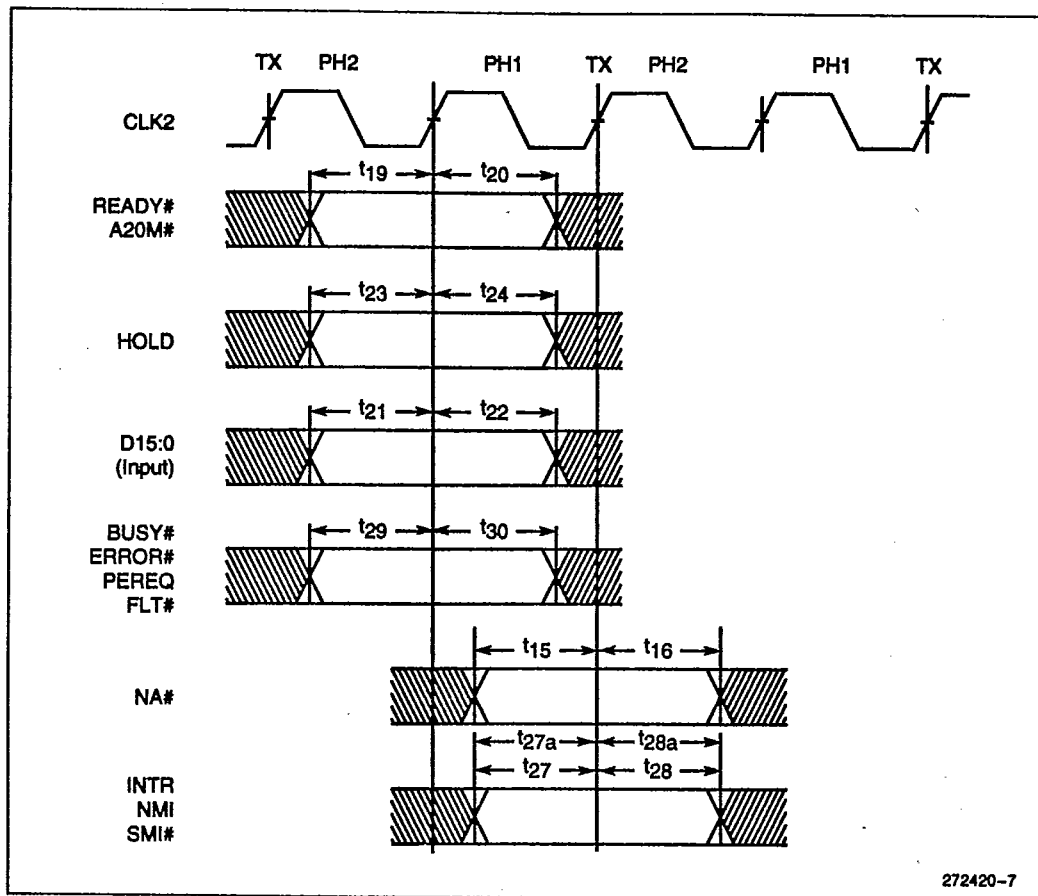 TX PH2 PH1 TX PH2 PH1 TX
CLK2
t19 t20
READY#
A20M#
t23 t24
HOLD
t21 t22
D15:0
(Input)
t29 t30
BUSY#
ERROR#
PEREQ
FLT#
t15 t16
NA#
t27a t28a
t27 t28
INTR
NMI
SMI#
272420-7